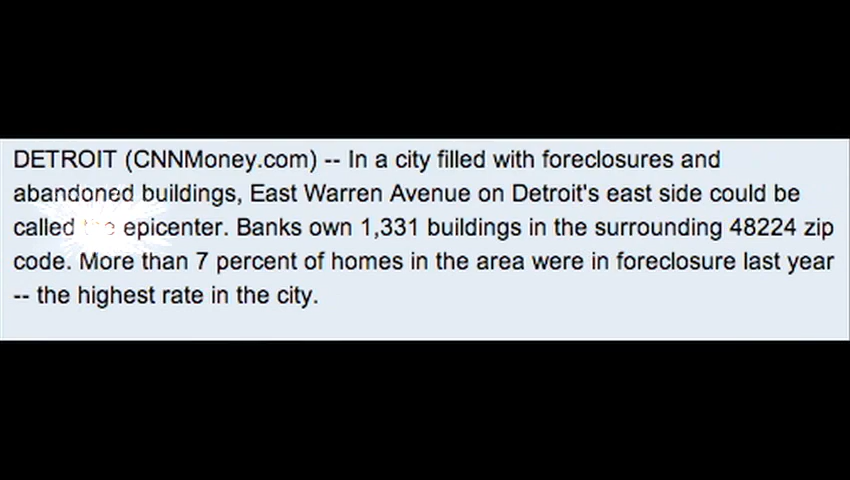 DETROIT (CNNMoney.com) -- In a city filled with foreclosures and
abandoned buildings, East Warren Avenue on Detroit's east side could be
called the epicenter. Banks own 1,331 buildings in the surrounding 48224 zip
code. More than 7 percent of homes in the area were in foreclosure last year
-- the highest rate in the city.